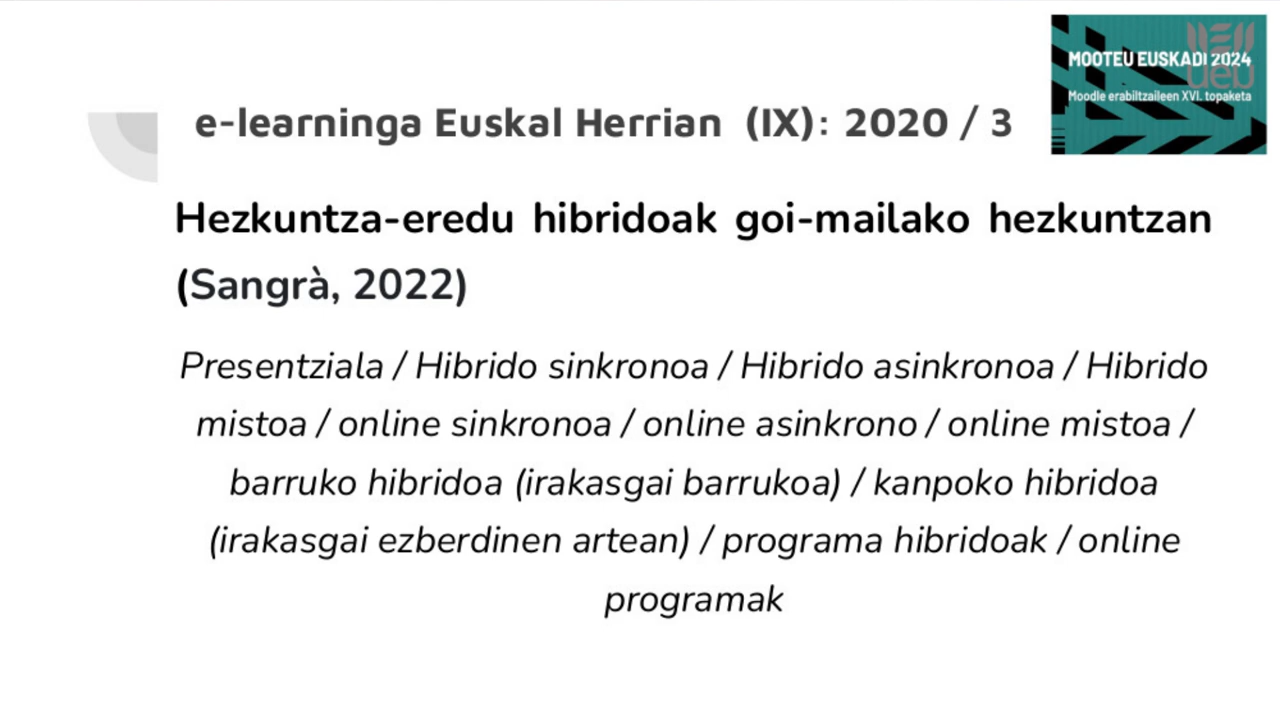 MOOTEU EUSKADI 2024
ueu
Moodle erabiltzaileen XVI. topaketa
e-learninga Euskal Herrian (IX): 2020 / 3
Hezkuntza-eredu hibridoak goi-mailako hezkuntzan
(Sangrà, 2022)
Presentziala / Hibrido sinkronoa / Hibrido asinkronoa / Hibrido
mistoa / online sinkronoa / online asinkrono / online mistoa /
barruko hibridoa (irakasgai barrukoa) / kanpoko hibridoa
(irakasgai ezberdinen artean) / programa hibridoak / online
programak